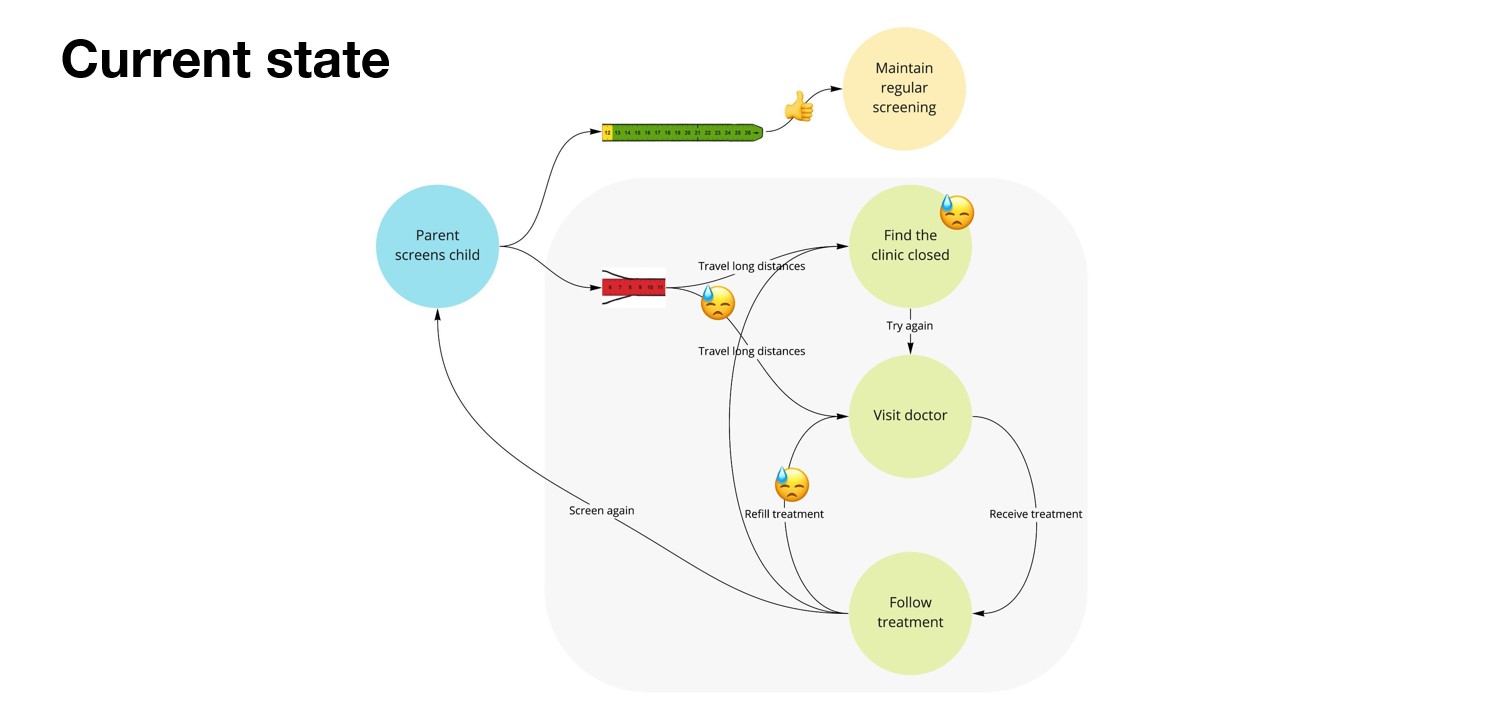 Current state
Maintain
regular
screening
12 13 14 15 16 17 18 19 20 21 22 23 24 25 26
Parent
screens child
Find the
clinic closed
Travel long distances
6 7 8 9 10 11
Try again
Travel long distances
Visit doctor
Screen again
Refill treatment
Receive treatment
Follow
treatment